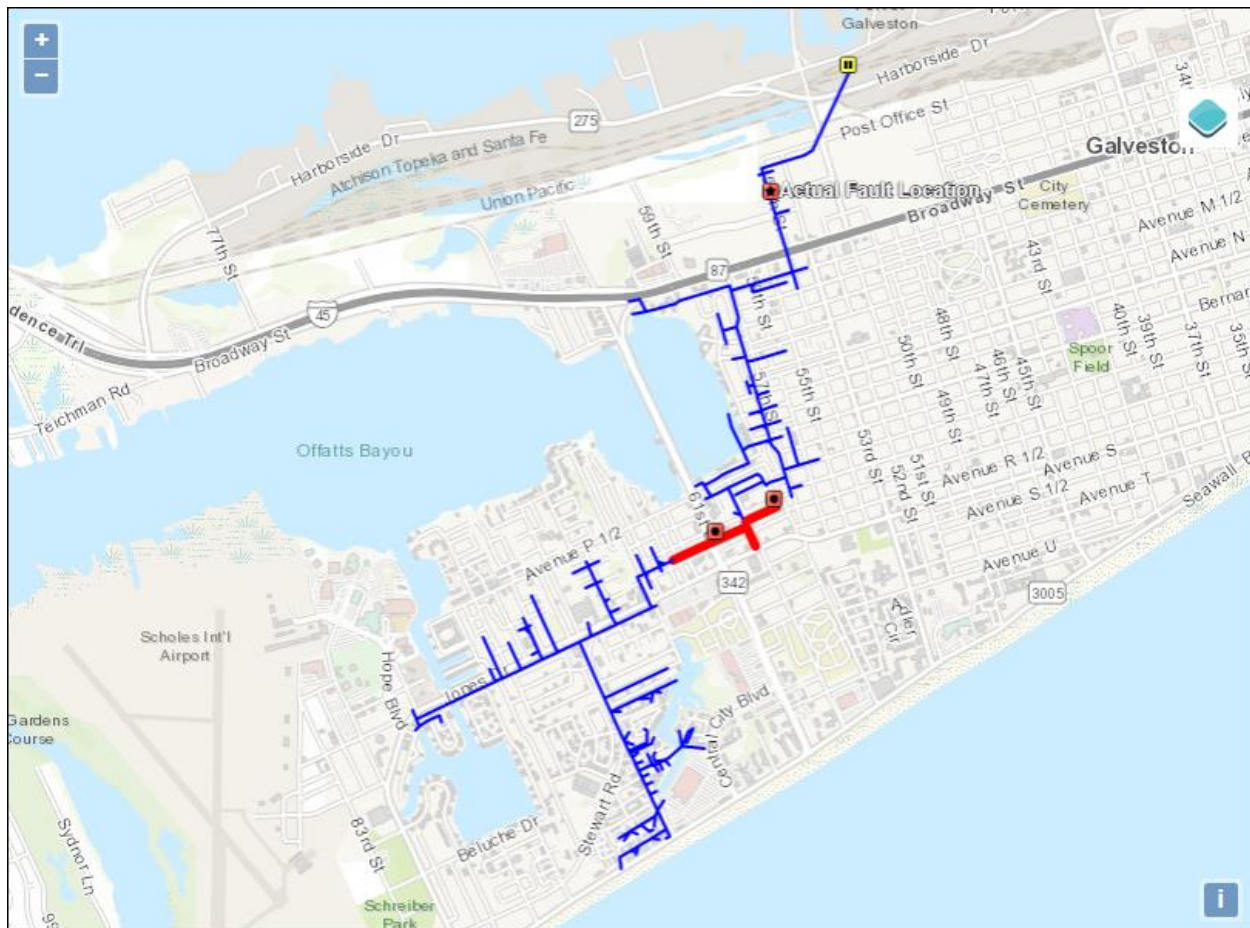 +
−
Galveston
Harborside Dr
34th
275
Harborside Dr
Post Office St
Atchison Topeka and Santa Fe
Galveston
Union Pacific
Actual Fault Location
City
Cemetery
Broadway St
Avenue M 1/2
77th St
59th St
Avenue N
87
43rd St
45
Broadway St
48th St
40th St
39th St
37th St
35th St
50th St
46th St
45th St
47th St
Spoor
Field
57th St
55th St
Teichman Rd
49th St
Offatts Bayou
53rd St
51st St
52nd St
Avenue R 1/2
Avenue S
Avenue S 1/2
Avenue T
Seawall
61st
Avenue P 1/2
Avenue U
342
3005
Adler
Cir
Scholes Int'l
Airport
Hope Blvd
Jones Dr
Gardens
Course
Central City Blvd
Stewart Rd
Beluche Dr
83rd St
Sydnor Ln
Schreiber
Park
i